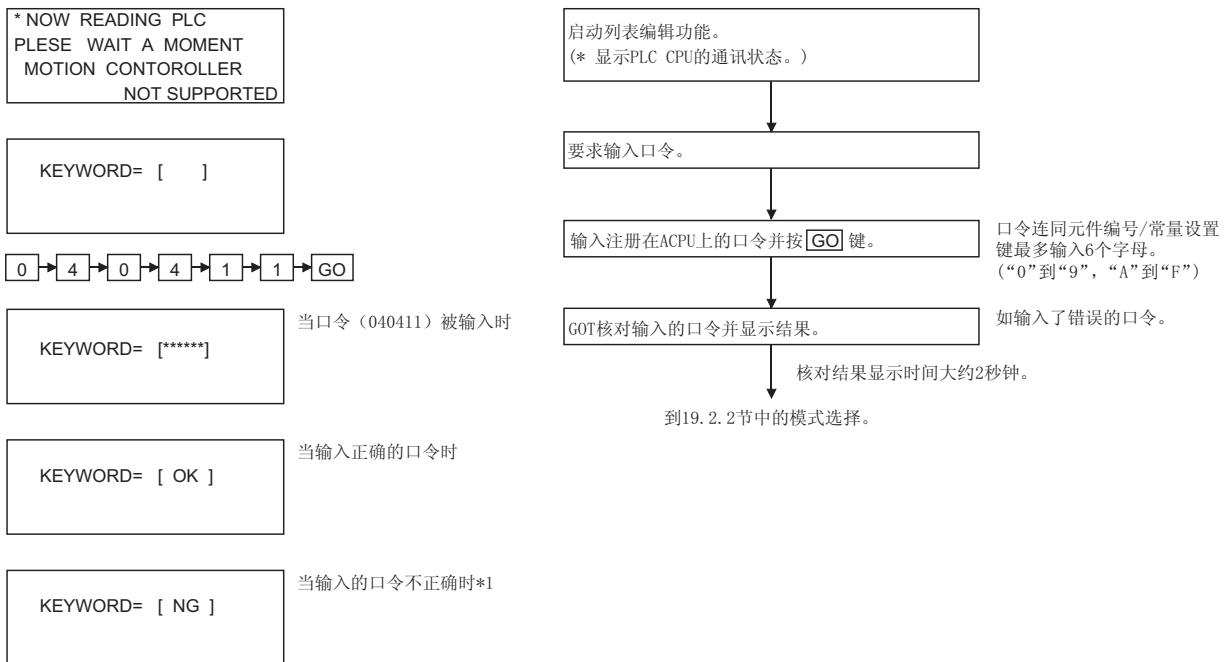 * NOW READING PLC
PLESE WAIT A MOMENT
MOTION CONTOROLLER
NOT SUPPORTED
KEYWORD= [ ]
0 4 0 4 1 1 GO
当口令（040411）被输入时
KEYWORD= [******]
当输入正确的口令时
KEYWORD= [ OK ]
当输入的口令不正确时*1
KEYWORD= [ NG ]
启动列表编辑功能。
(* 显示PLC CPU的通讯状态。)
要求输入口令。
输入注册在ACPU上的口令并按 GO 键。
口令连同元件编号/常量设置
键最多输入6个字母。
(“0”到“9”，“A”到“F”)
GOT核对输入的口令并显示结果。
如输入了错误的口令。
核对结果显示时间大约2秒钟。
到19.2.2节中的模式选择。